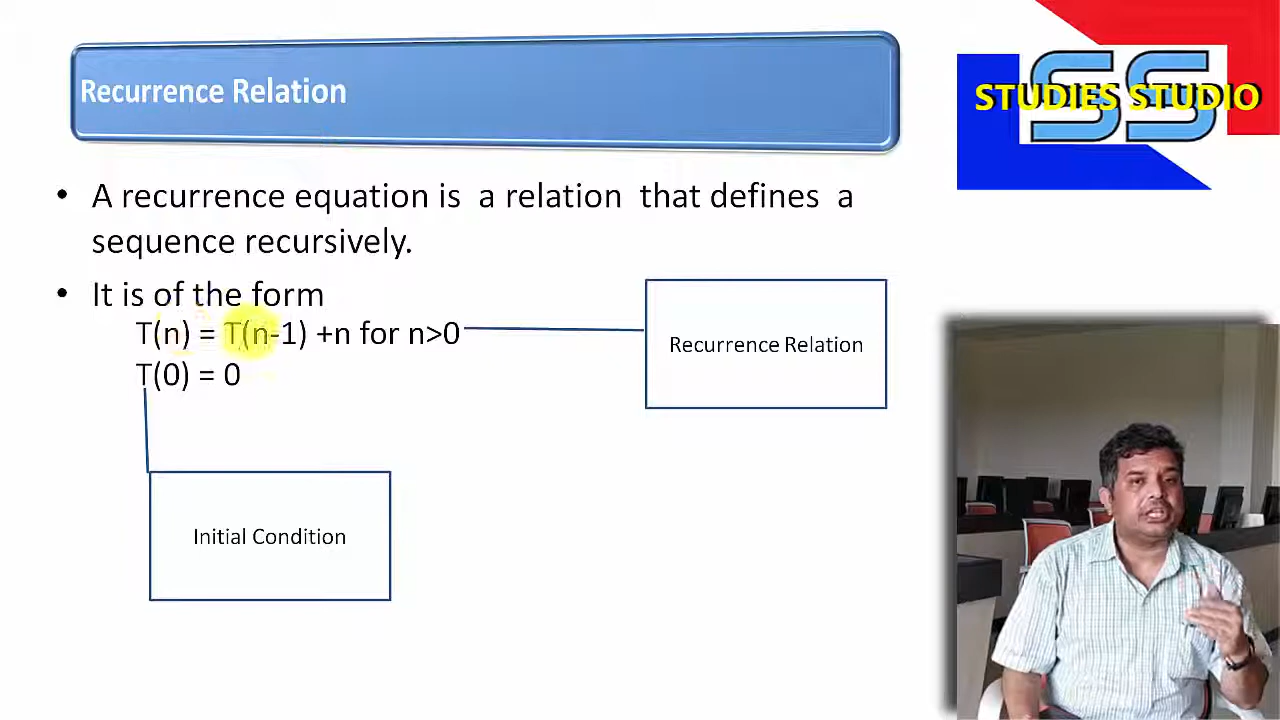 Recurrence Relation
SS
STUDIES STUDIO
• A recurrence equation is a relation that defines a
sequence recursively.
• It is of the form
T(n) = T(n-1) +n for n>0
T(0) = 0
Recurrence Relation
Initial Condition